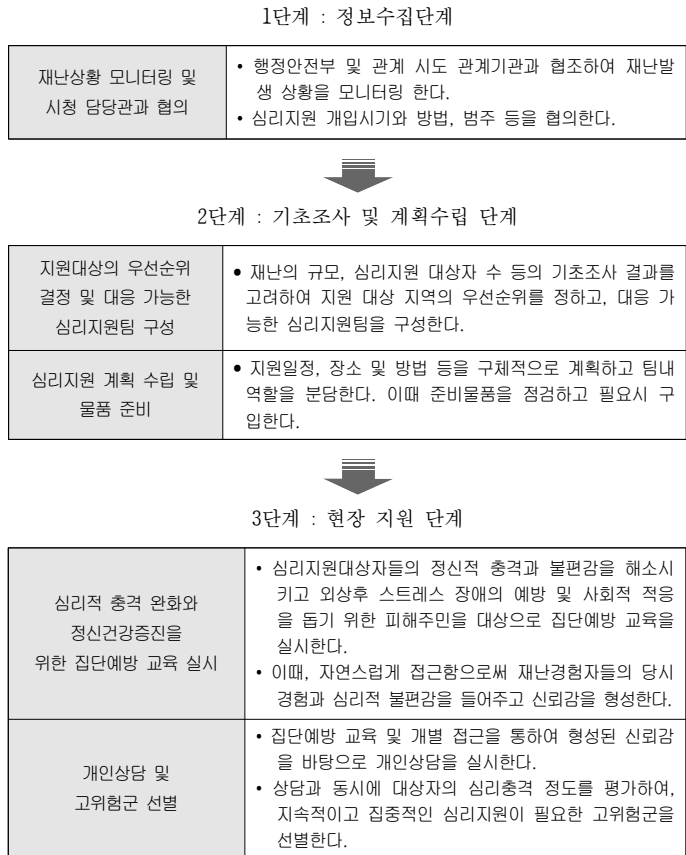 1단계 : 정보수집단계
재난상황 모니터링 및
시청 담당관과 협의
• 행정안전부 및 관계 시도 관계기관과 협조하여 재난발
생 상황을 모니터링 한다.
• 심리지원 개입시기와 방법, 범주 등을 협의한다.
2단계 : 기초조사 및 계획수립 단계
지원대상의 우선순위
결정 및 대응 가능한
심리지원팀 구성
• 재난의 규모, 심리지원 대상자 수 등의 기초조사 결과를
고려하여 지원 대상 지역의 우선순위를 정하고, 대응 가
능한 심리지원팀을 구성한다.
심리지원 계획 수립 및
물품 준비
• 지원일정, 장소 및 방법 등을 구체적으로 계획하고 팀내
역할을 분담한다. 이때 준비물품을 점검하고 필요시 구
입한다.
3단계 : 현장 지원 단계
심리적 충격 완화와
정신건강증진을
위한 집단예방 교육 실시
• 심리지원대상자들의 정신적 충격과 불편감을 해소시
키고 외상후 스트레스 장애의 예방 및 사회적 적응
을 돕기 위한 피해주민을 대상으로 집단예방 교육을
실시한다.
• 이때, 자연스럽게 접근함으로써 재난경험자들의 당시
경험과 심리적 불편감을 들어주고 신뢰감을 형성한다.
개인상담 및
고위험군 선별
• 집단예방 교육 및 개별 접근을 통하여 형성된 신뢰감
을 바탕으로 개인상담을 실시한다.
• 상담과 동시에 대상자의 심리충격 정도를 평가하여,
지속적이고 집중적인 심리지원이 필요한 고위험군을
선별한다.